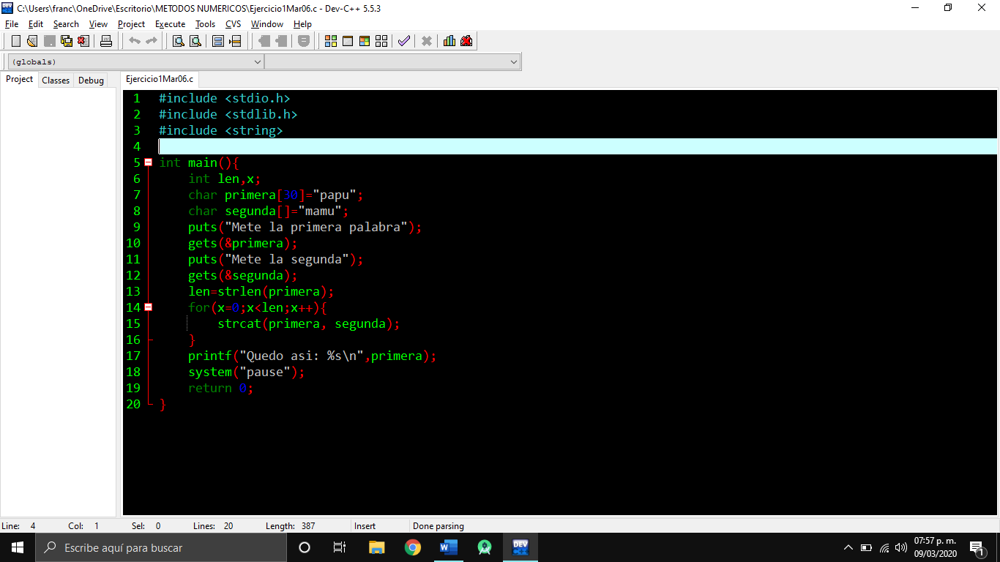 C:\Users\franc\OneDrive\Escritorio\METODOS NUMERICOS\Ejercicio1Mar06.c - Dev-C++ 5.5.3
File Edit Search View Project Execute Tools CVS Window Help
(globals)
Project Classes Debug
Ejercicio1Mar06.c
1 #include <stdio.h>
2 #include <stdlib.h>
3 #include <string>
4
5 int main(){
6     int len,x;
7     char primera[30]="papu";
8     char segunda[]="mamu";
9     puts("Mete la primera palabra");
10     gets(&primera);
11     puts("Mete la segunda");
12     gets(&segunda);
13     len=strlen(primera);
14     for(x=0;x<len;x++){
15         strcat(primera, segunda);
16     }
17     printf("Quedo asi: %s\n",primera);
18     system("pause");
19     return 0;
20 }
Line: 4 Col: 1 Sel: 0 Lines: 20 Length: 387 Insert Done parsing
Escribe aquí para buscar
DEV C++
07:57 p. m.
09/03/2020
1